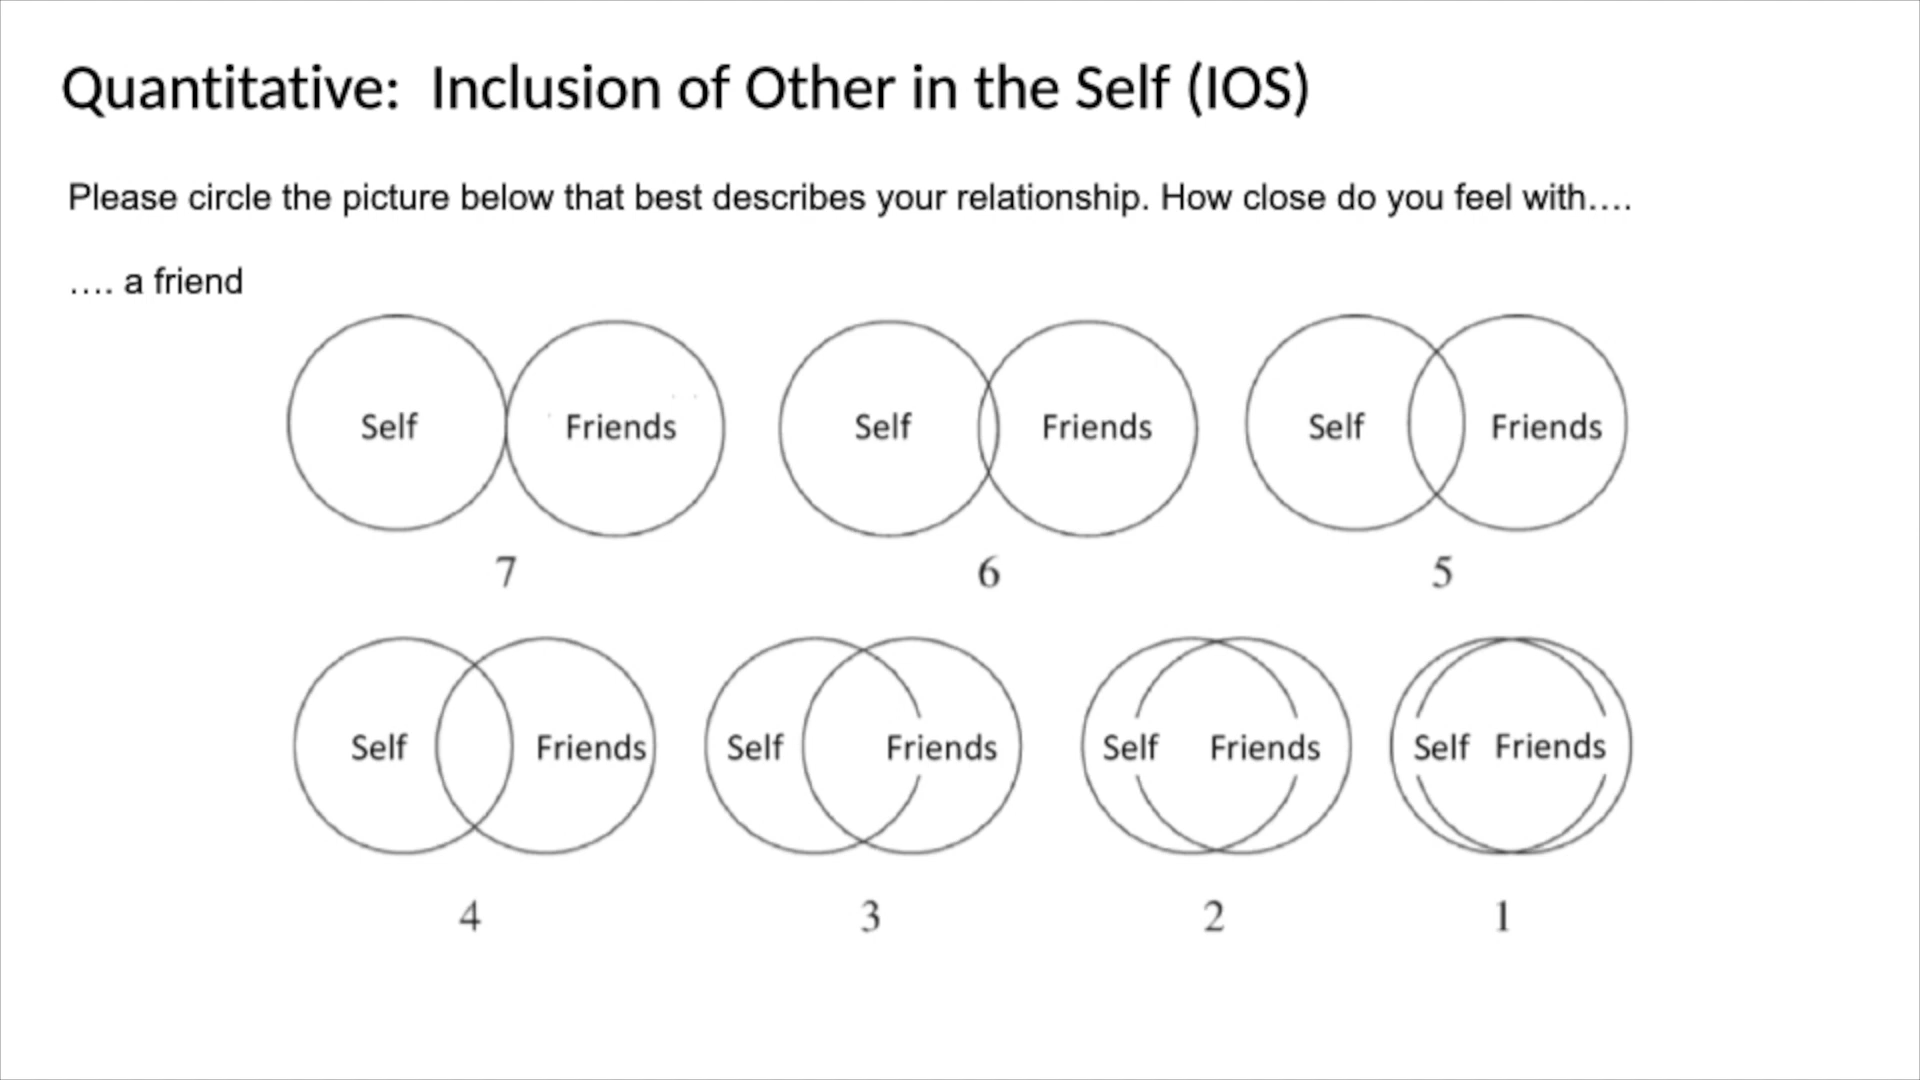 Quantitative:  Inclusion of Other in the Self (IOS)
Please circle the picture below that best describes your relationship. How close do you feel with....
.... a friend
Self Friends Self Friends Self Friends
7 6 5
Self Friends Self Friends Self Friends Self Friends
4 3 2 1